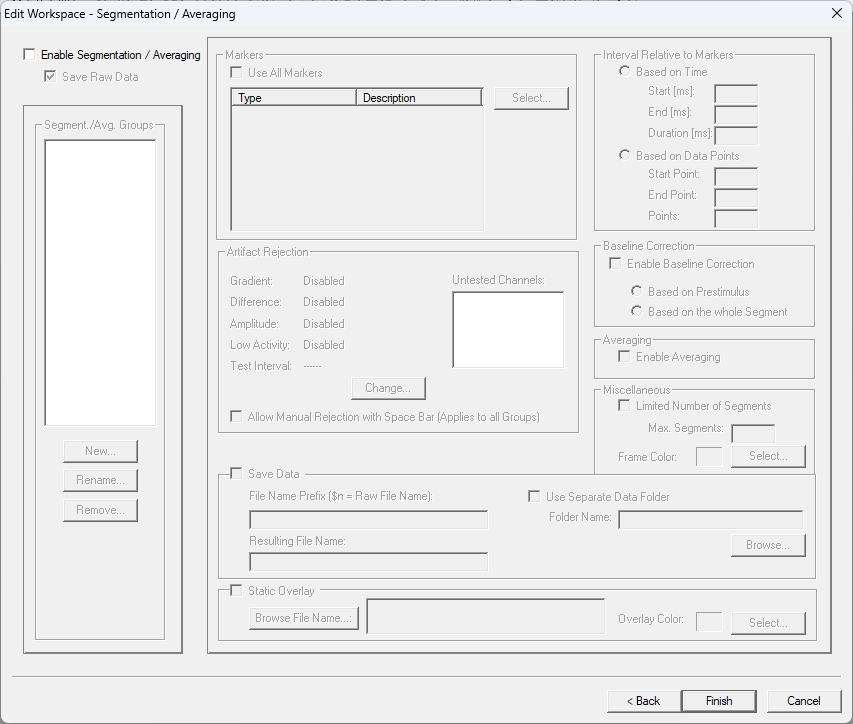 Edit Workspace - Segmentation / Averaging
Enable Segmentation / Averaging
Save Raw Data
Segment./Avg. Groups
New...
Rename...
Remove...
Markers
Use All Markers
Type Description
Select...
Artifact Rejection
Gradient: Disabled
Difference: Disabled
Amplitude: Disabled
Low Activity: Disabled
Test Interval: ------
Untested Channels:
Change...
Allow Manual Rejection with Space Bar (Applies to all Groups)
Interval Relative to Markers
Based on Time
Start [ms]:
End [ms]:
Duration [ms]:
Based on Data Points
Start Point:
End Point:
Points:
Baseline Correction
Enable Baseline Correction
Based on Prestimulus
Based on the whole Segment
Averaging
Enable Averaging
Miscellaneous
Limited Number of Segments
Max. Segments:
Frame Color: Select...
Save Data
File Name Prefix ($n = Raw File Name):
Resulting File Name:
Use Separate Data Folder
Folder Name:
Browse...
Static Overlay
Browse File Name...:
Overlay Color: Select...
< Back Finish Cancel